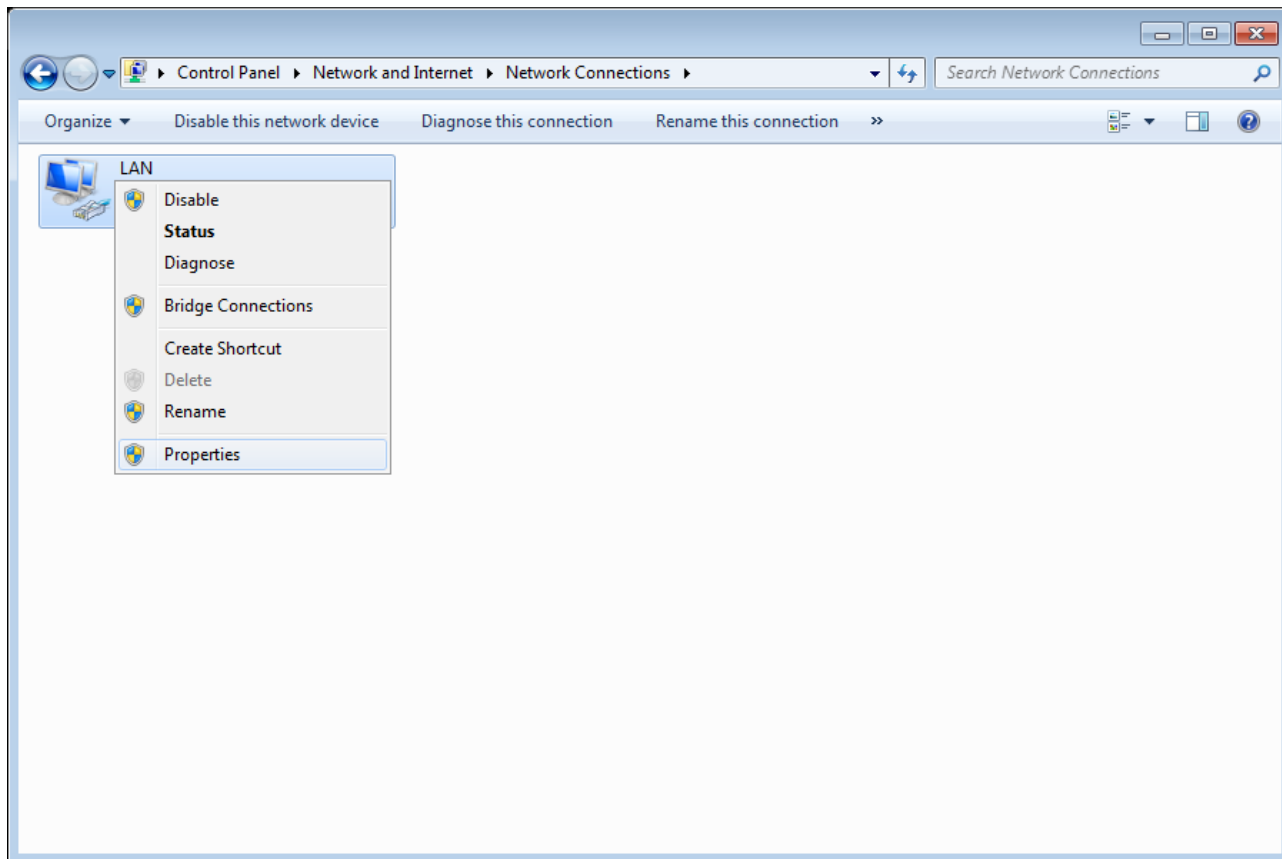 Control Panel Network and Internet Network Connections Search Network Connections
Organize Disable this network device Diagnose this connection Rename this connection »
LAN
Disable
Status
Diagnose
Bridge Connections
Create Shortcut
Delete
Rename
Properties